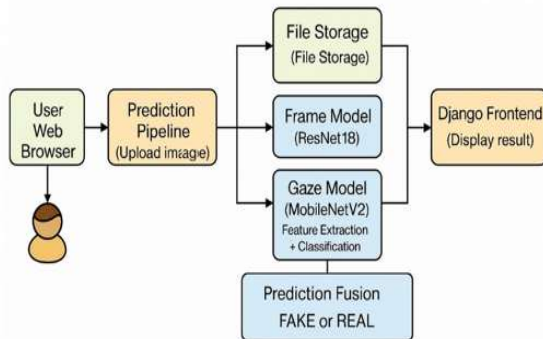 User
Web
Browser
Prediction
Pipeline
(Upload image)
File Storage
(File Storage)
Frame Model
(ResNet18)
Gaze Model
(MobileNetV2)
Feature Extraction
+ Classification
Prediction Fusion
FAKE or REAL
Django Frontend
(Display result)